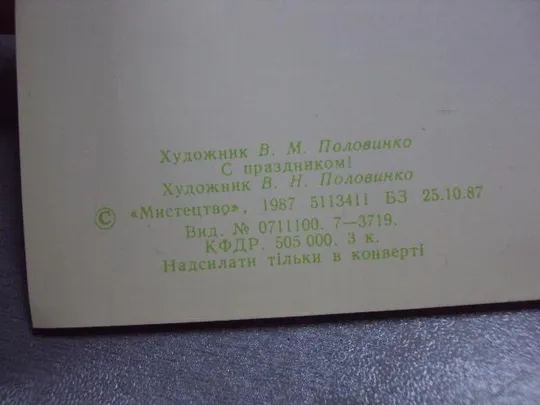 Художник В. М. Половинко
С праздником!
Художник В. Н. Половинко
© «Мистецтво», 1987 5113411 БЗ 25.10.87
Вид. № 0711100. 7—3719.
КФДР. 505 000. 3 к.
Надсилати тільки в конверті